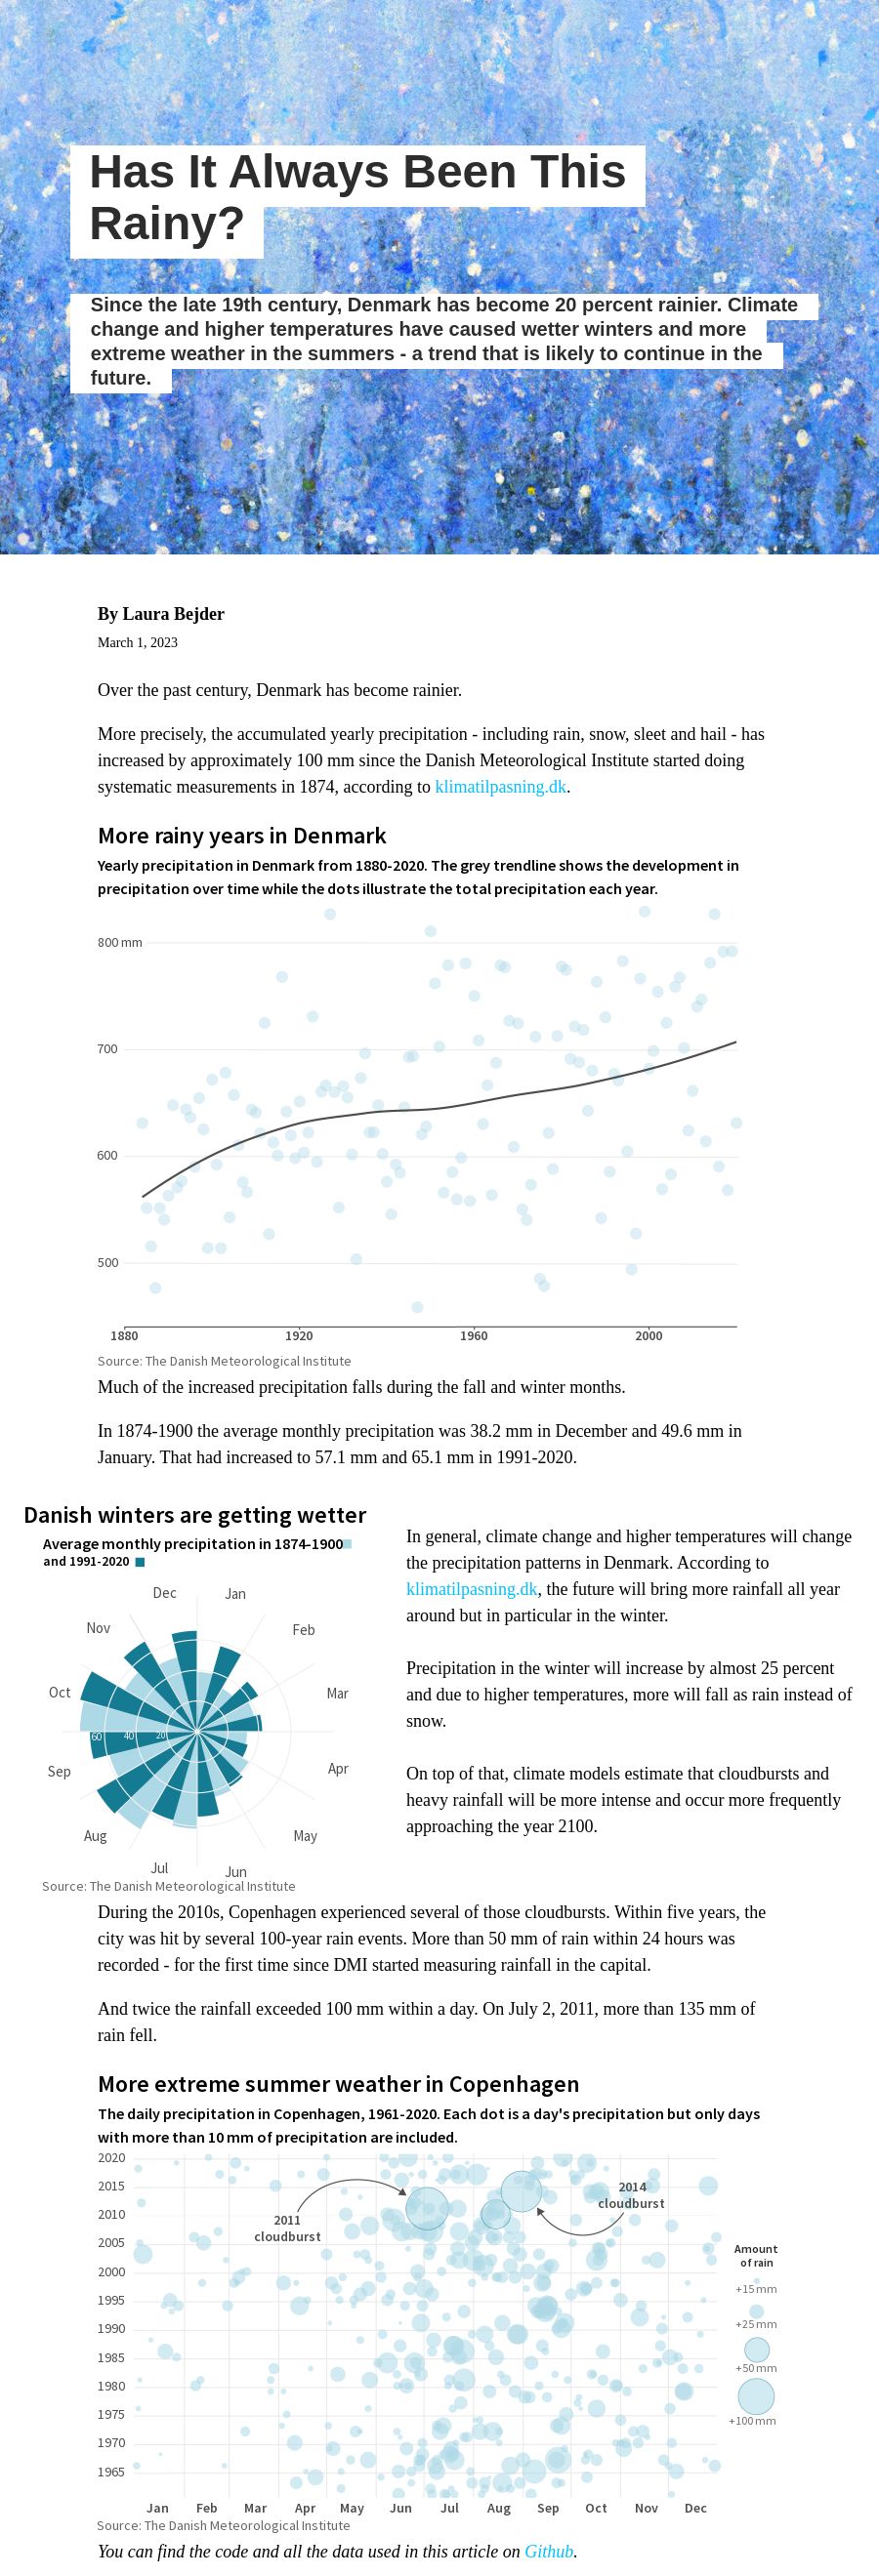 Has It Always Been This
Rainy?
Since the late 19th century, Denmark has become 20 percent rainier. Climate
change and higher temperatures have caused wetter winters and more
extreme weather in the summers - a trend that is likely to continue in the
future.
By Laura Bejder
March 1, 2023
Over the past century, Denmark has become rainier.
More precisely, the accumulated yearly precipitation - including rain, snow, sleet and hail - has
increased by approximately 100 mm since the Danish Meteorological Institute started doing
systematic measurements in 1874, according to klimatilpasning.dk.
More rainy years in Denmark
Yearly precipitation in Denmark from 1880-2020. The grey trendline shows the development in
precipitation over time while the dots illustrate the total precipitation each year.
800 mm
700
600
500
1880 1920 1960 2000
Source: The Danish Meteorological Institute
Much of the increased precipitation falls during the fall and winter months.
In 1874-1900 the average monthly precipitation was 38.2 mm in December and 49.6 mm in
January. That had increased to 57.1 mm and 65.1 mm in 1991-2020.
Danish winters are getting wetter
Average monthly precipitation in 1874-1900
and 1991-2020
Dec Jan
Nov Feb
Oct Mar
60 40 20
Sep Apr
Aug May
Jul Jun
Source: The Danish Meteorological Institute
In general, climate change and higher temperatures will change
the precipitation patterns in Denmark. According to
klimatilpasning.dk, the future will bring more rainfall all year
around but in particular in the winter.
Precipitation in the winter will increase by almost 25 percent
and due to higher temperatures, more will fall as rain instead of
snow.
On top of that, climate models estimate that cloudbursts and
heavy rainfall will be more intense and occur more frequently
approaching the year 2100.
During the 2010s, Copenhagen experienced several of those cloudbursts. Within five years, the
city was hit by several 100-year rain events. More than 50 mm of rain within 24 hours was
recorded - for the first time since DMI started measuring rainfall in the capital.
And twice the rainfall exceeded 100 mm within a day. On July 2, 2011, more than 135 mm of
rain fell.
More extreme summer weather in Copenhagen
The daily precipitation in Copenhagen, 1961-2020. Each dot is a day's precipitation but only days
with more than 10 mm of precipitation are included.
2020
2015
2010
2005
2000
1995
1990
1985
1980
1975
1970
1965
2011
cloudburst
2014
cloudburst
Amount
of rain
+15 mm
+25 mm
+50 mm
+100 mm
Jan Feb Mar Apr May Jun Jul Aug Sep Oct Nov Dec
Source: The Danish Meteorological Institute
You can find the code and all the data used in this article on Github.